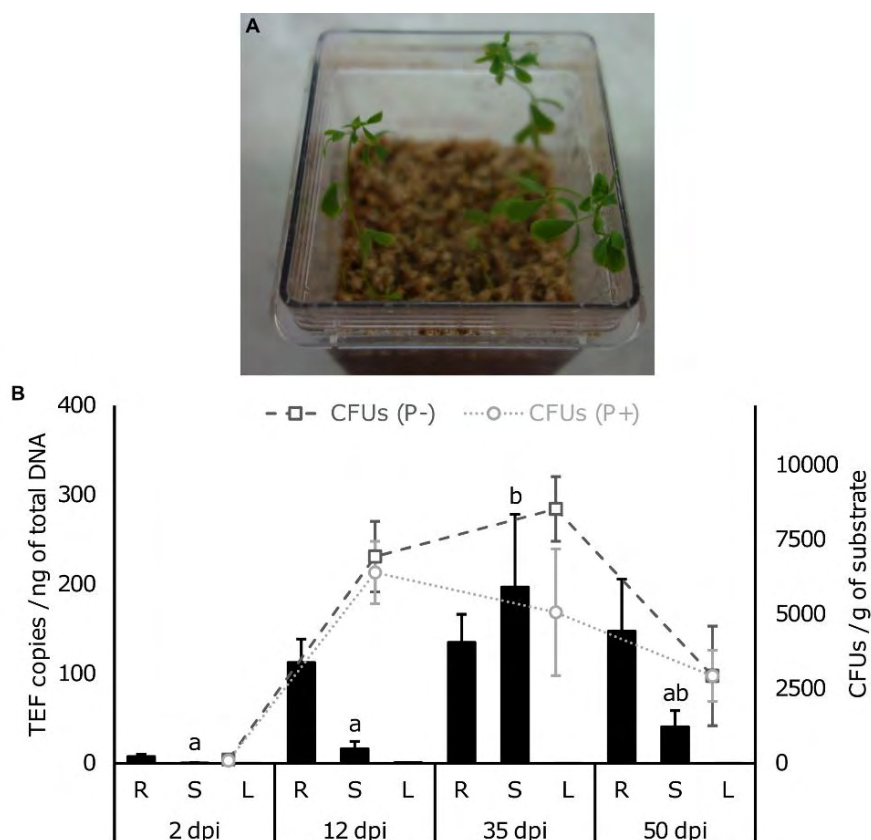 A
B
400
300
200
100
0
TEF copies / ng of total DNA
CFUs (P-) CFUs (P+)
10000
7500
5000
2500
0
CFUs / g of substrate
a a b ab
R S L R S L R S L R S L
2 dpi 12 dpi 35 dpi 50 dpi